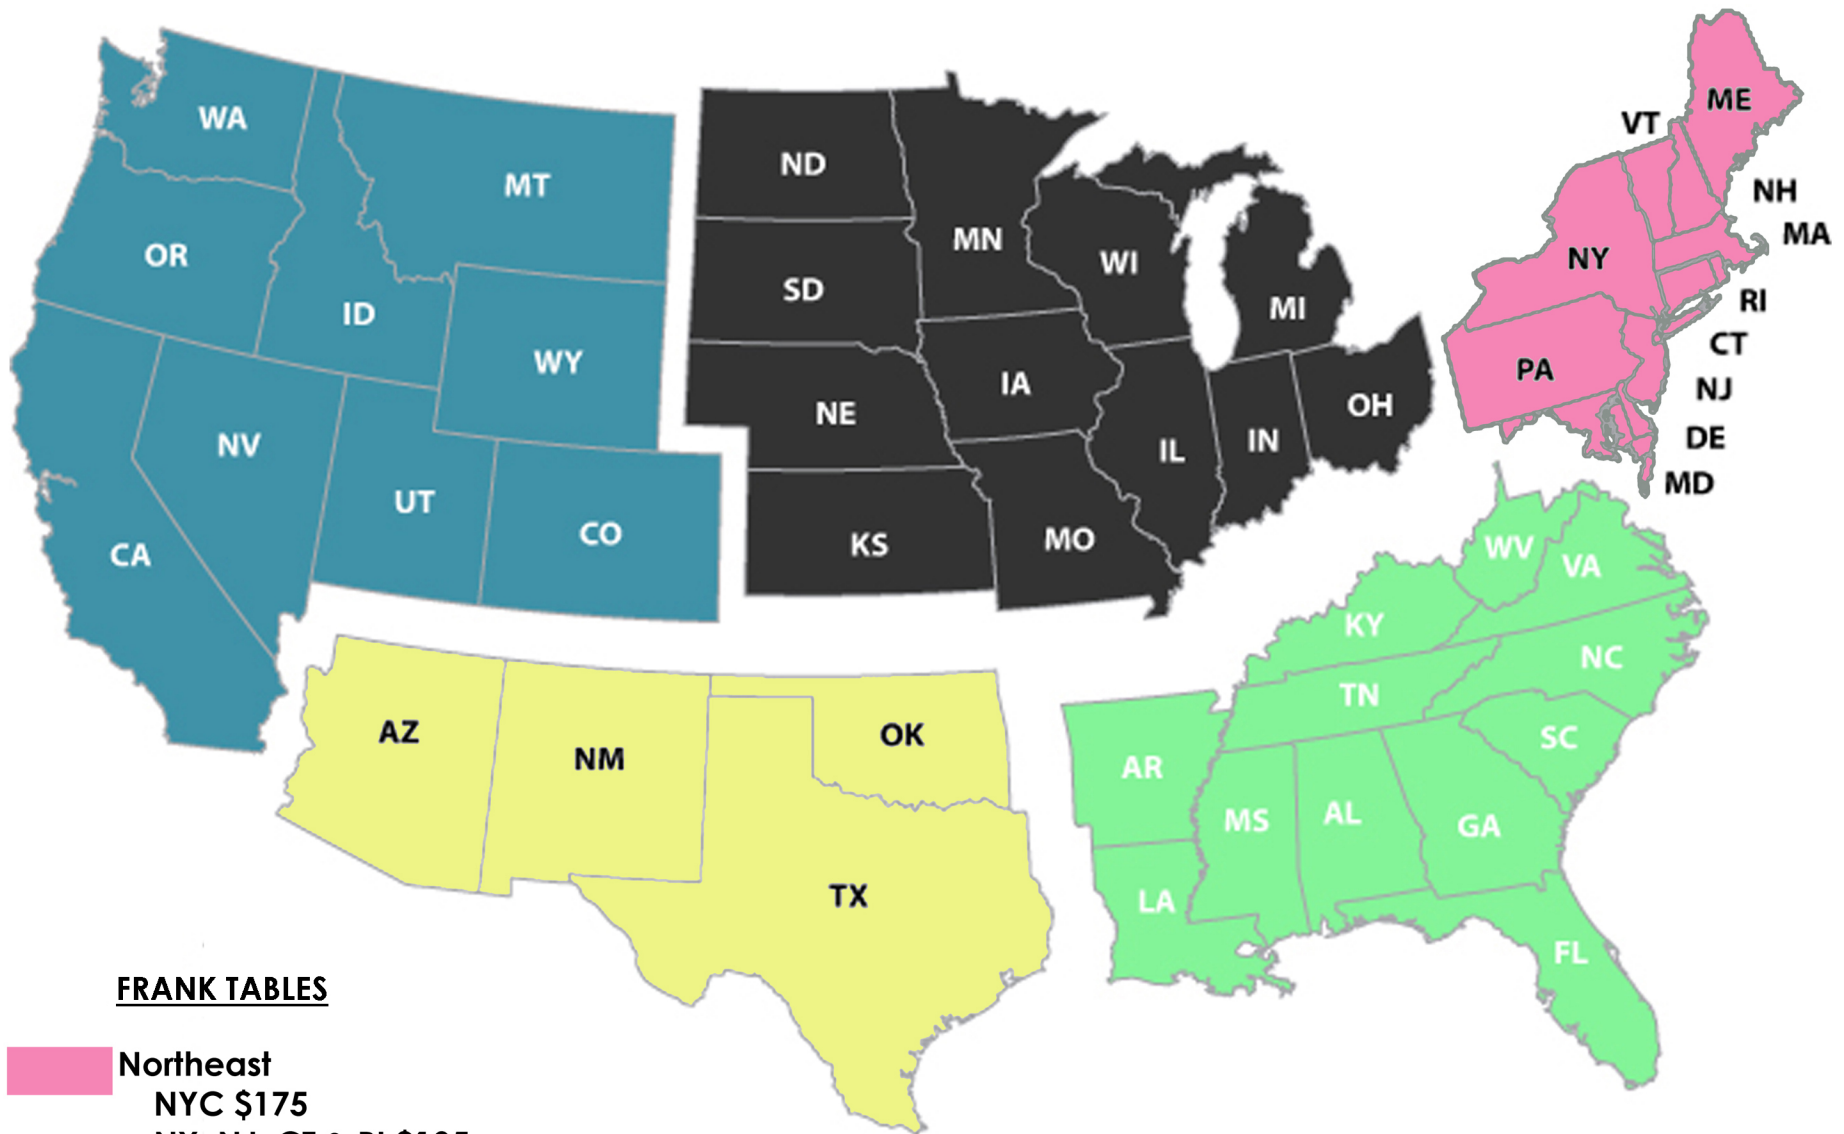 ME
VT
WA
ND
MT
NH
MA
MN
OR
NY
WI
SD
RI
MI
ID
CT
WY
PA
IA
NJ
NE
OH
DE
NV
IN
IL
MD
UT
CO
KS
MO
WV
CA
VA
KY
NC
TN
AZ
OK
SC
NM
AR
MS
AL
GA
TX
LA
FL
FRANK TABLES
Northeast
NYC $175